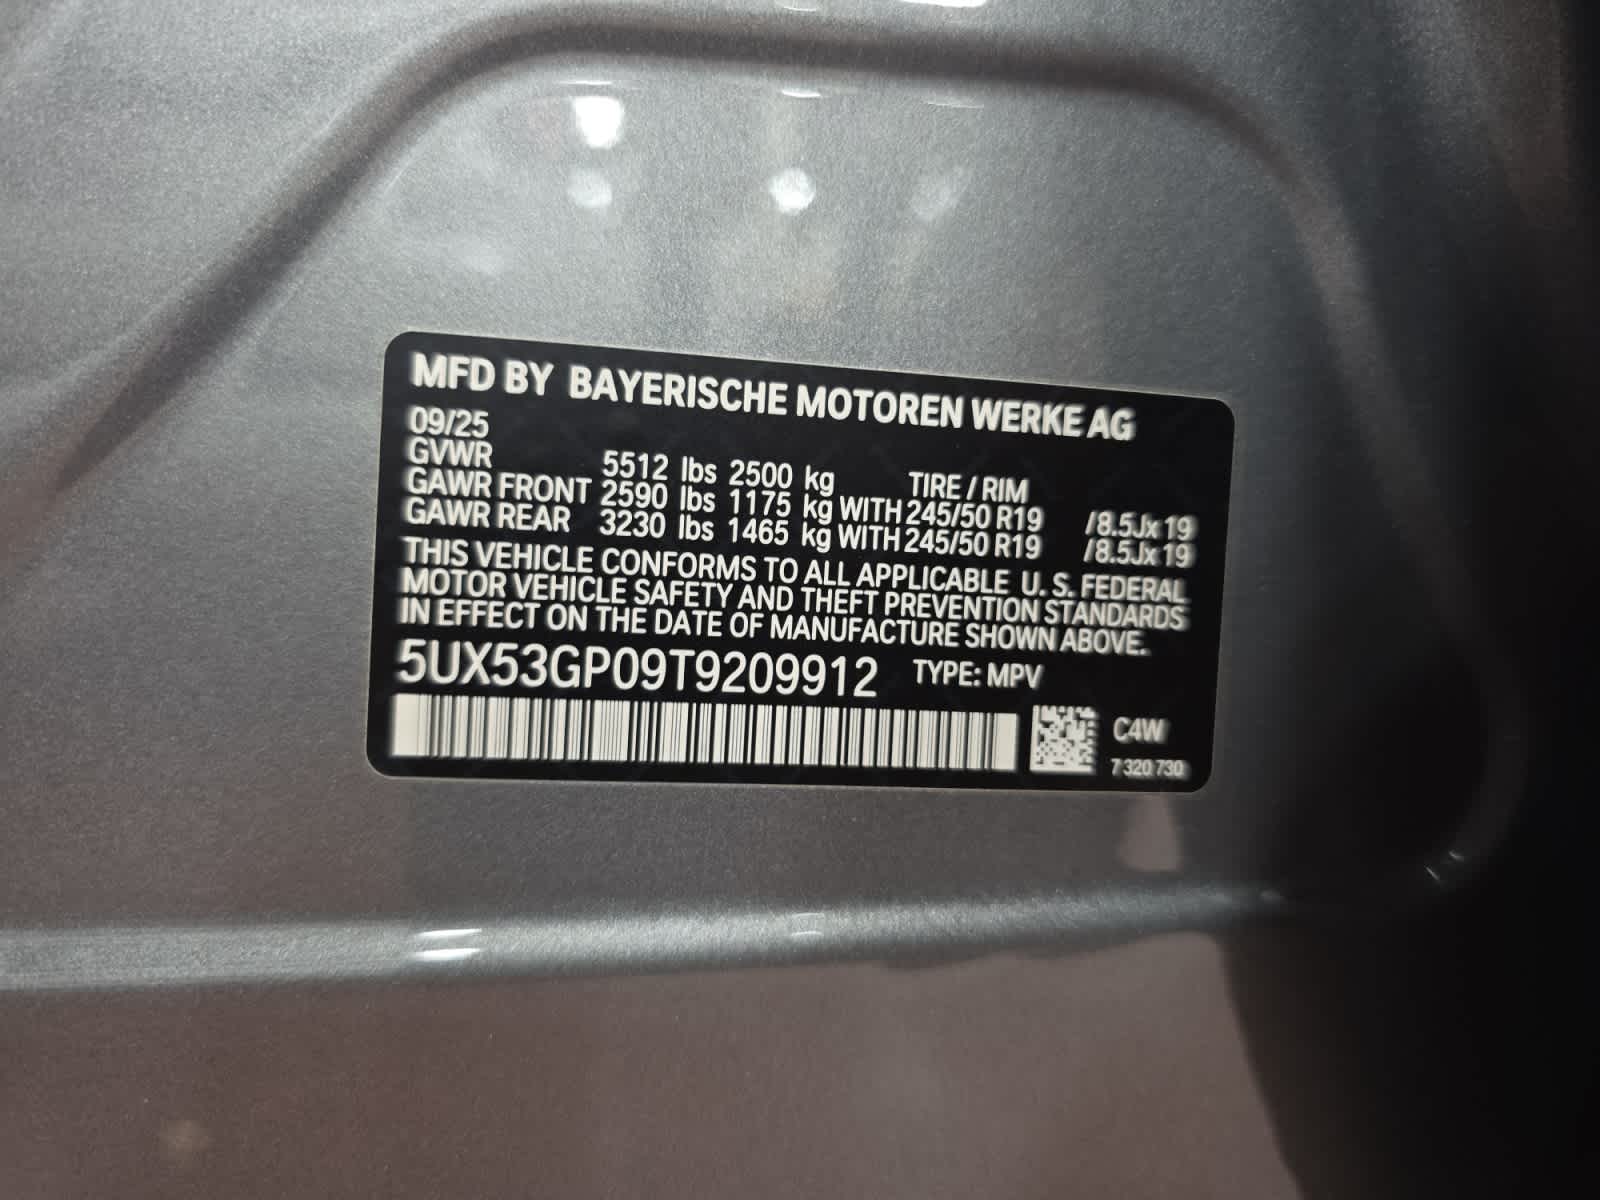 MFD BY BAYERISCHE MOTOREN WERKE AG
09/25
GVWR 5512 lbs 2500 kg TIRE / RIM
GAWR FRONT 2590 lbs 1175 kg WITH 245/50 R19 /8.5Jx19
GAWR REAR 3230 lbs 1465 kg WITH 245/50 R19 /8.5Jx19
THIS VEHICLE CONFORMS TO ALL APPLICABLE U. S. FEDERAL
MOTOR VEHICLE SAFETY AND THEFT PREVENTION STANDARDS
IN EFFECT ON THE DATE OF MANUFACTURE SHOWN ABOVE.
5UX53GP09T9209912 TYPE: MPV
C4W
7 320 730